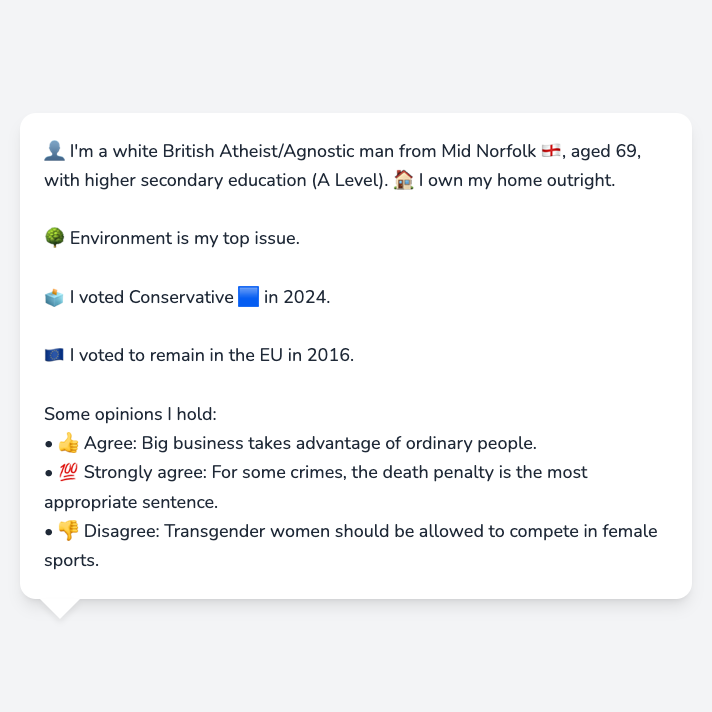 👤 I'm a white British Atheist/Agnostic man from Mid Norfolk 🏴󠁧󠁢󠁥󠁮󠁧󠁿, aged 69,
with higher secondary education (A Level). 🏠 I own my home outright.
🌳 Environment is my top issue.
🗳️ I voted Conservative 🟦 in 2024.
🇪🇺 I voted to remain in the EU in 2016.
Some opinions I hold:
• 👍 Agree: Big business takes advantage of ordinary people.
• 💯 Strongly agree: For some crimes, the death penalty is the most
appropriate sentence.
• 👎 Disagree: Transgender women should be allowed to compete in female
sports.